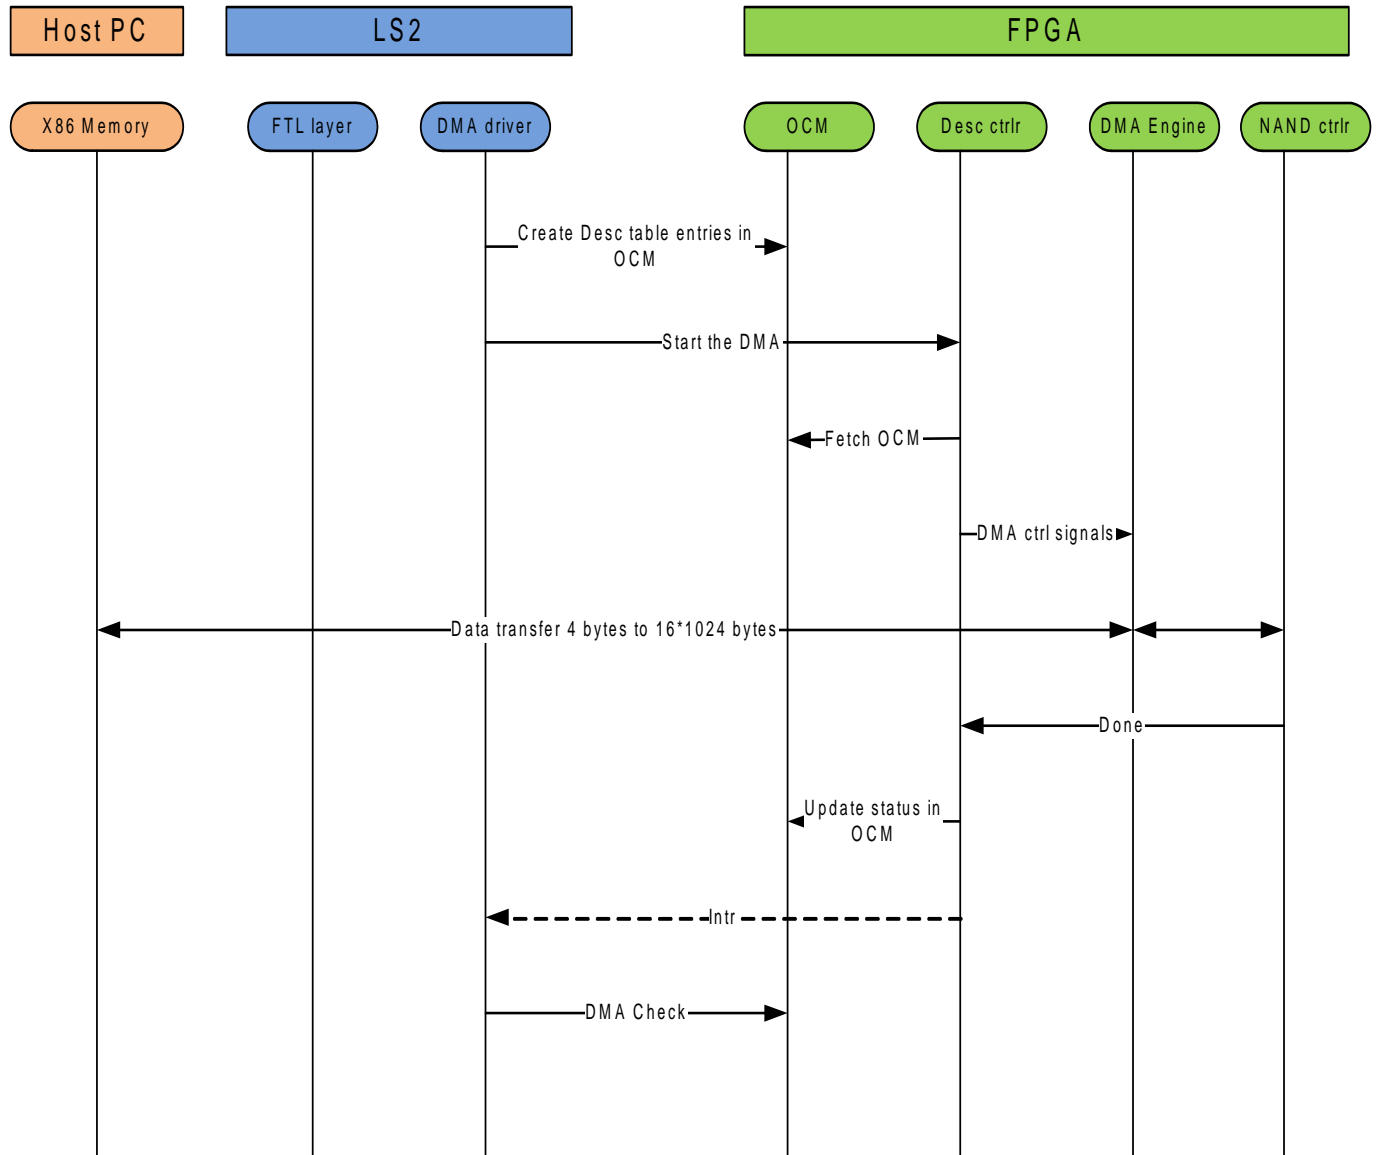 Host PC
LS2
FPGA
X86 Memory
FTL layer
DMA driver
OCM
Desc ctrlr
DMA Engine
NAND ctrlr
Create Desc table entries in
OCM
Start the DMA
Fetch OCM
DMA ctrl signals
Data transfer 4 bytes to 16*1024 bytes
Done
Update status in
OCM
Intr
DMA Check